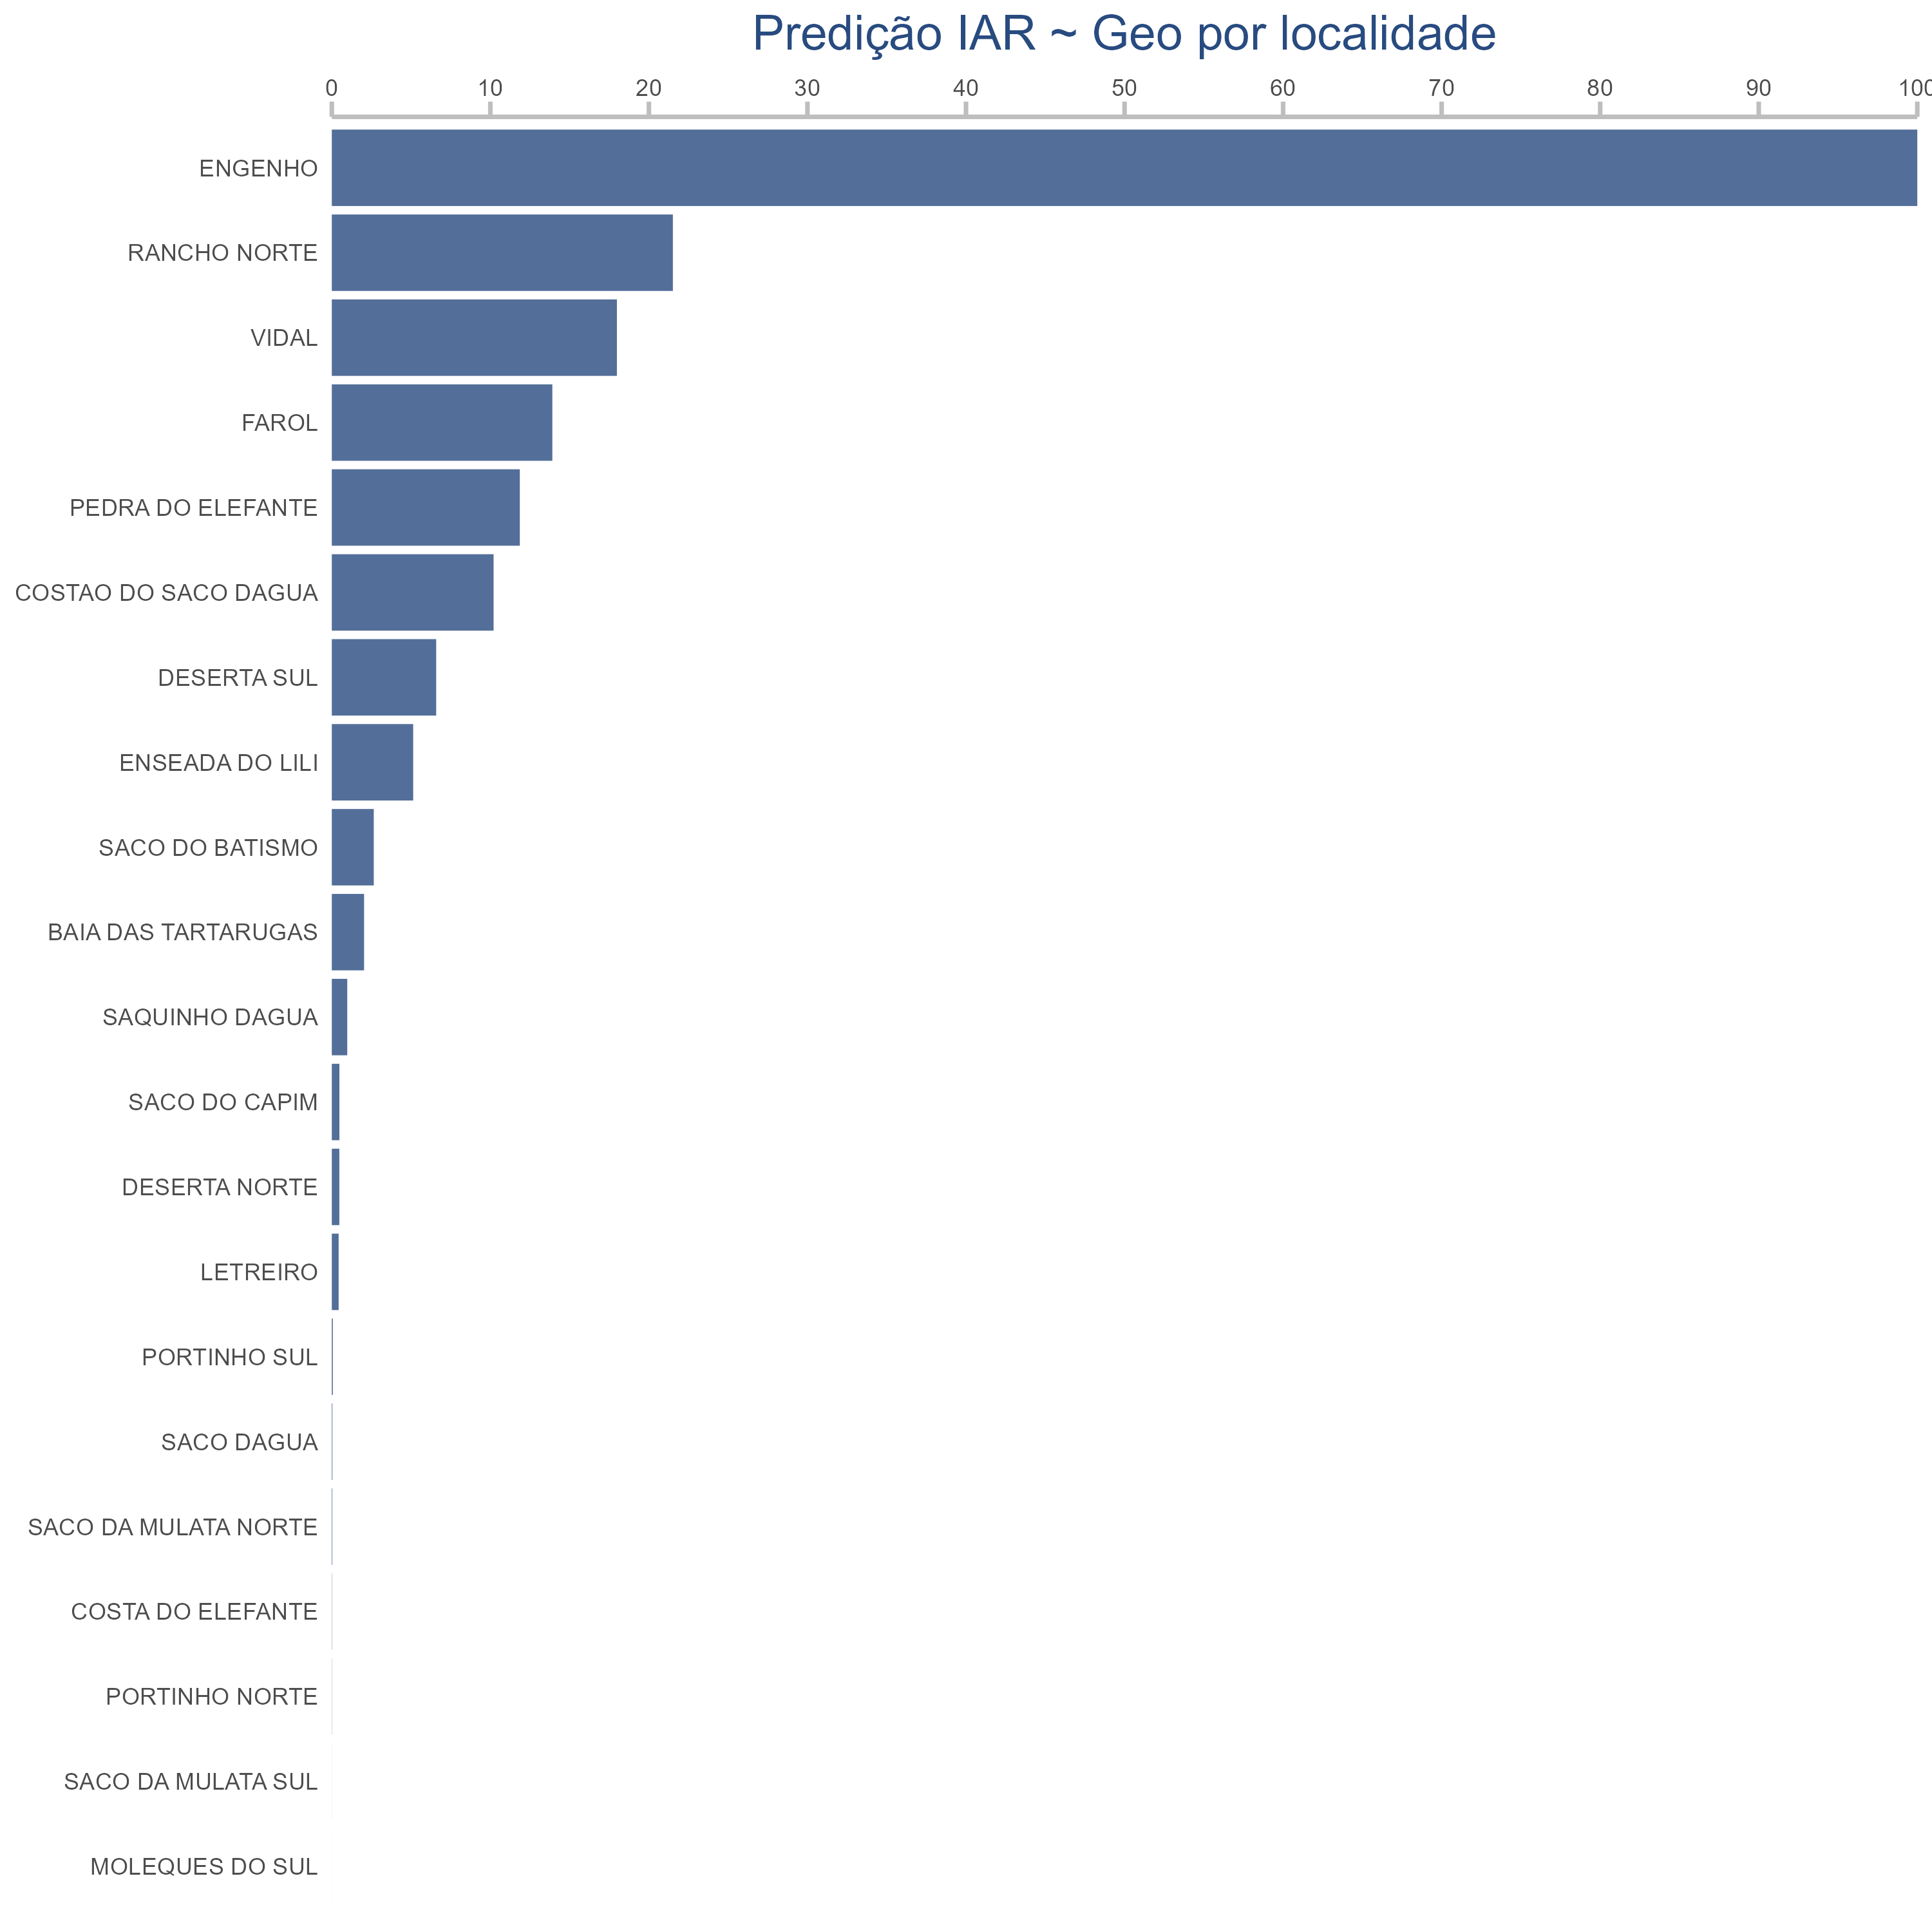 Predição IAR ~ Geo por localidade
0 10 20 30 40 50 60 70 80 90 100
ENGENHO
RANCHO NORTE
VIDAL
FAROL
PEDRA DO ELEFANTE
COSTAO DO SACO DAGUA
DESERTA SUL
ENSEADA DO LILI
SACO DO BATISMO
BAIA DAS TARTARUGAS
SAQUINHO DAGUA
SACO DO CAPIM
DESERTA NORTE
LETREIRO
PORTINHO SUL
SACO DAGUA
SACO DA MULATA NORTE
COSTA DO ELEFANTE
PORTINHO NORTE
SACO DA MULATA SUL
MOLEQUES DO SUL